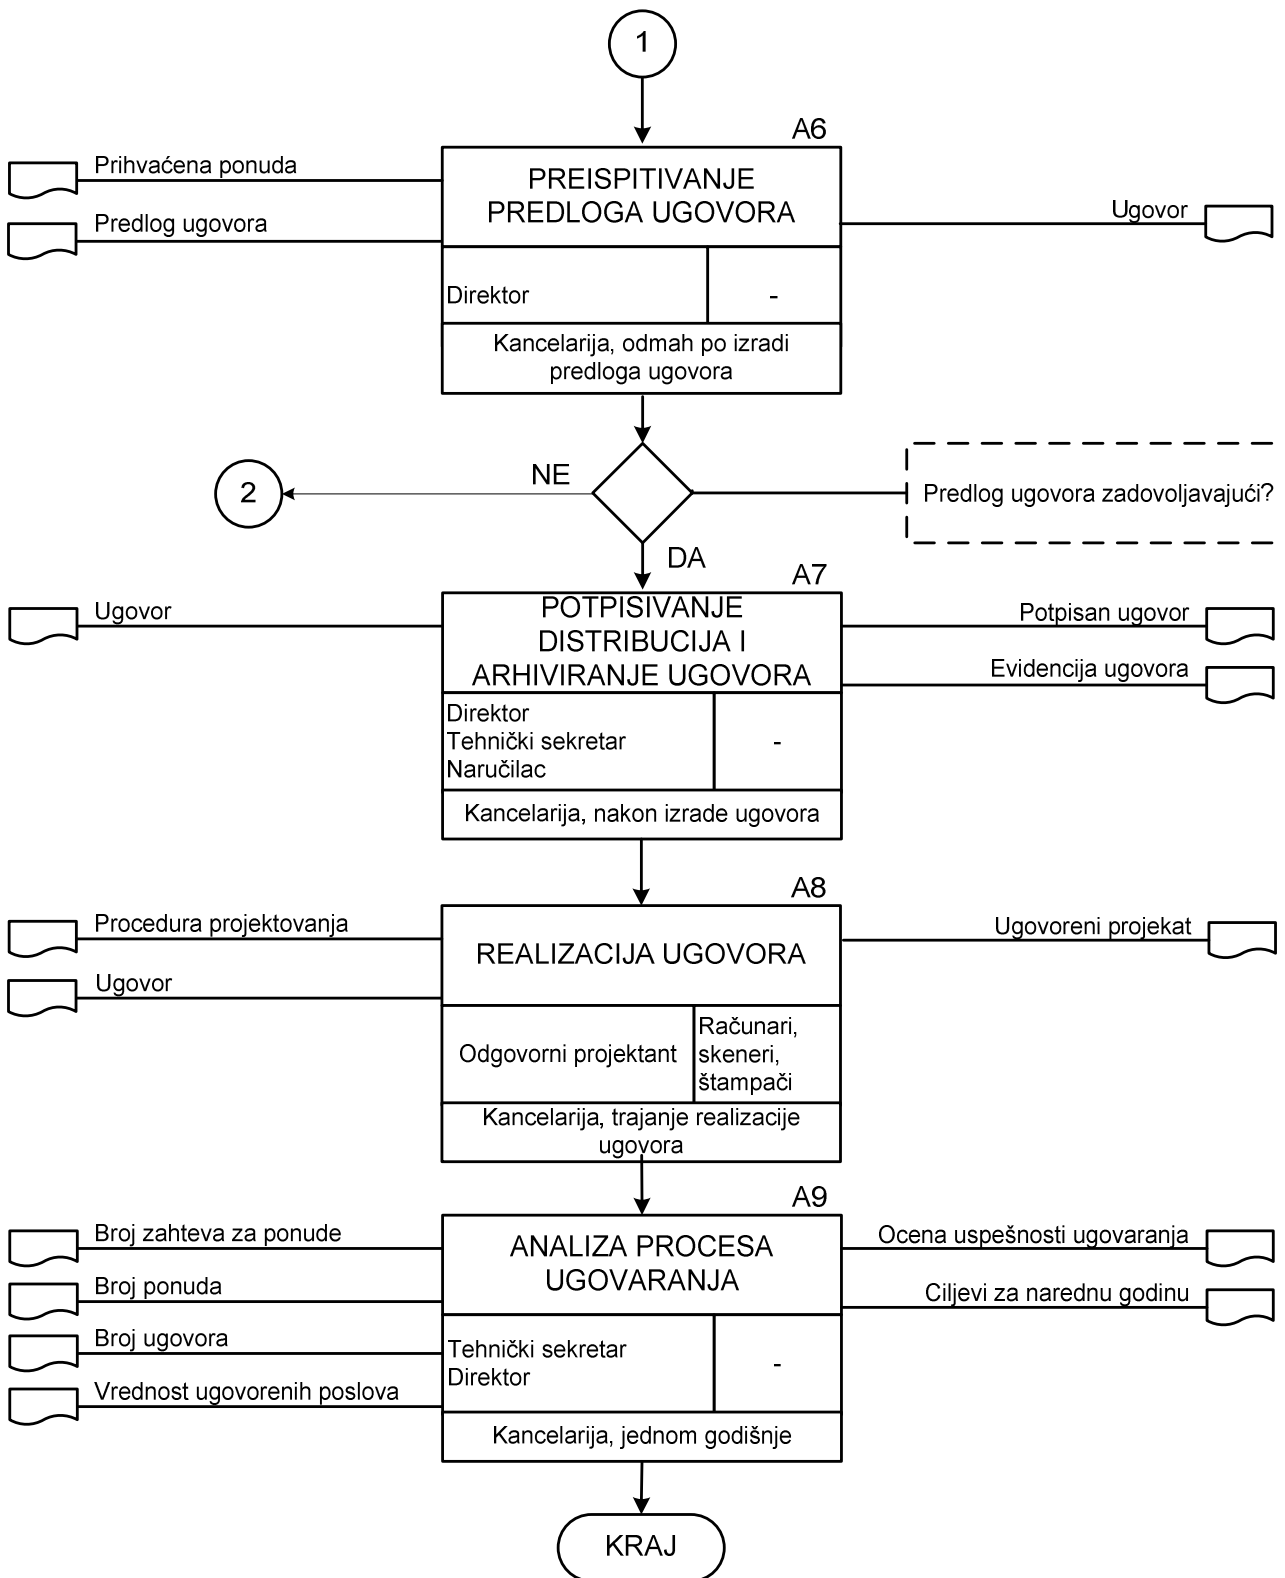 1
A6
Prihvaćena ponuda
PREISPITIVANJE
PREDLOGA UGOVORA
Predlog ugovora
Ugovor
Direktor
-
Kancelarija, odmah po izradi
predloga ugovora
NE
2
Predlog ugovora zadovoljavajući?
DA
A7
Ugovor
POTPISIVANJE
DISTRIBUCIJA I
ARHIVIRANJE UGOVORA
Potpisan ugovor
Evidencija ugovora
Direktor
Tehnički sekretar
Naručilac
-
Kancelarija, nakon izrade ugovora
A8
Procedura projektovanja
Ugovor
REALIZACIJA UGOVORA
Ugovoreni projekat
Odgovorni projektant
Računari,
skeneri,
štampači
Kancelarija, trajanje realizacije
ugovora
A9
Broj zahteva za ponude
Broj ponuda
Broj ugovora
Vrednost ugovorenih poslova
ANALIZA PROCESA
UGOVARANJA
Ocena uspešnosti ugovaranja
Ciljevi za narednu godinu
Tehnički sekretar
Direktor
-
Kancelarija, jednom godišnje
KRAJ